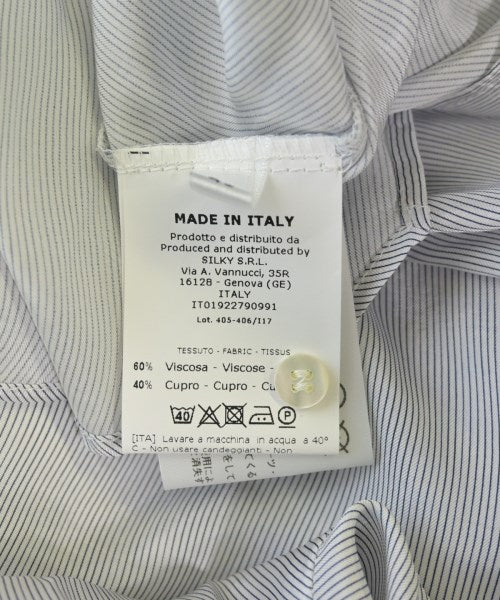 MADE IN ITALY
Prodotto e distribuito da
Produced and distributed by
SILKY S.R.L.
Via A. Vannucci, 35R
16128 - Genova (GE)
ITALY
IT01922790991
Lot. 405-406/I17
TESSUTO - FABRIC - TISSUS
60% Viscosa - Viscose -
40% Cupro - Cupro - Cu
40 P
[ITA] Lavare a macchina in acqua a 40°
C - Non usare candeggianti - Non